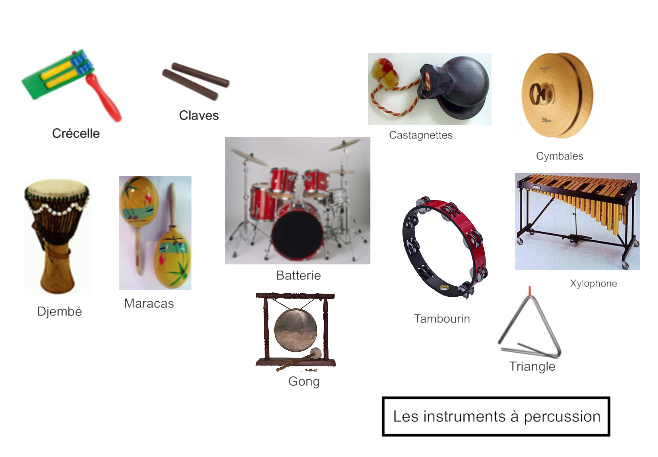 Crécelle
Claves
Castagnettes
Cymbales
Djembé
Maracas
Batterie
Tambourin
Xylophone
Gong
Triangle
Les instruments à percussion